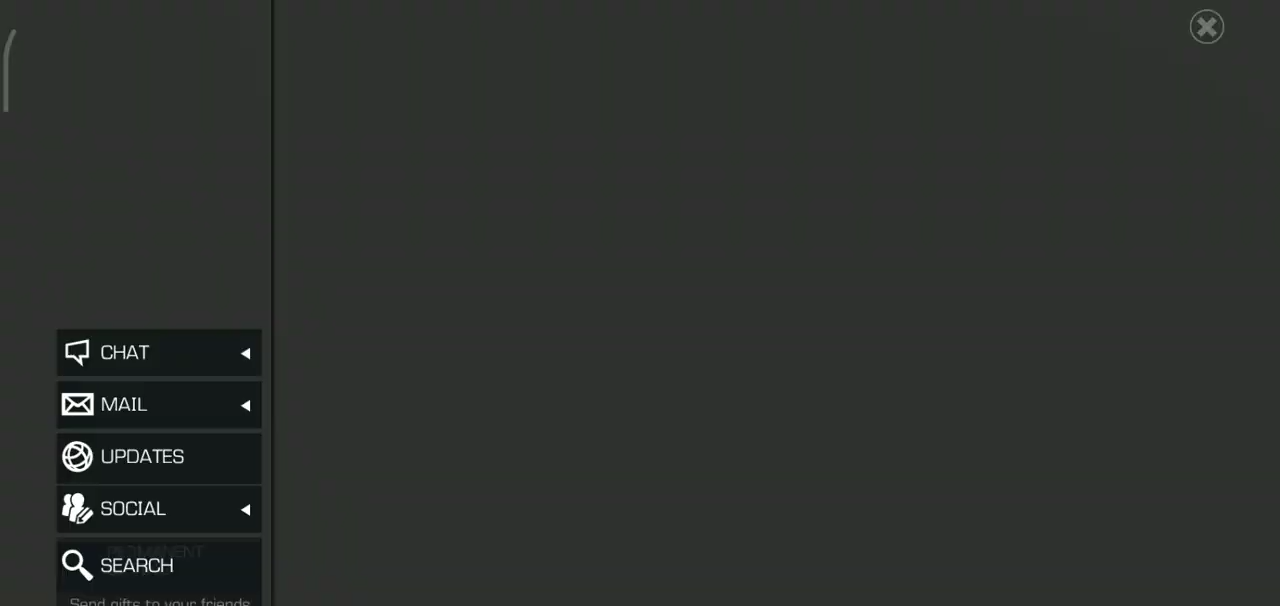 CHAT
MAIL
UPDATES
SOCIAL
SEARCH
Send gifts to your friends